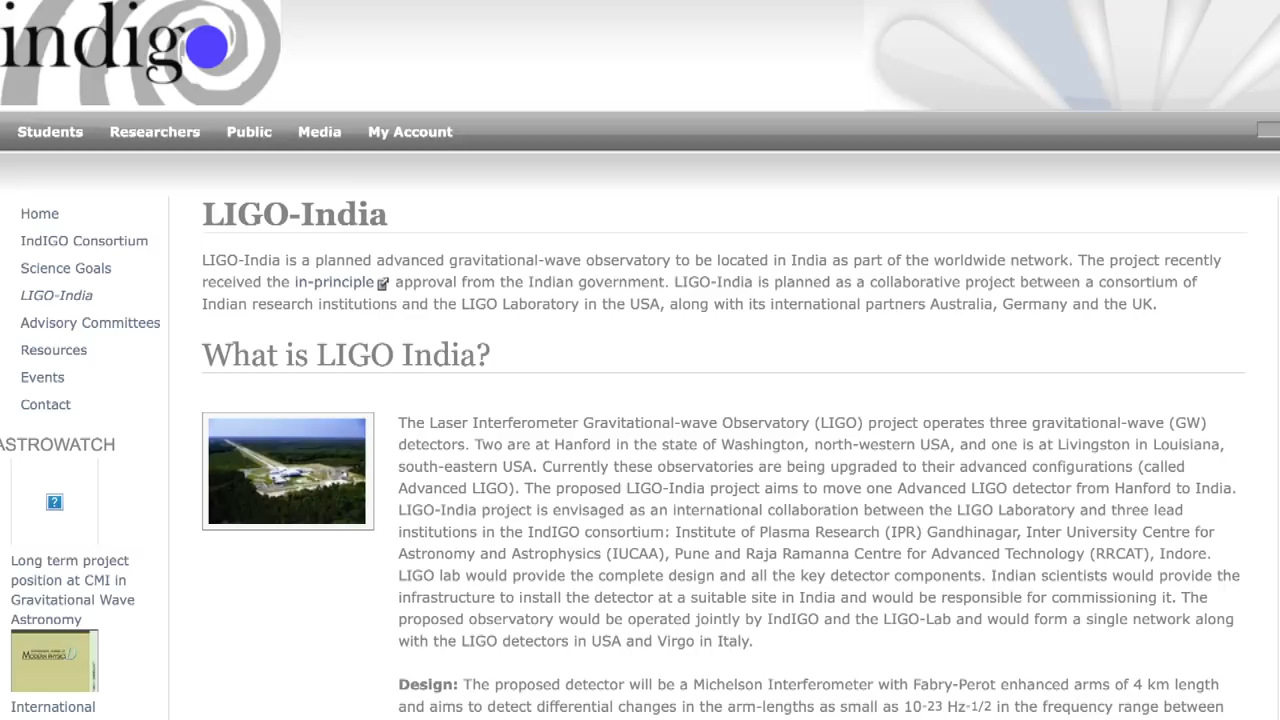 indigo
Students Researchers Public Media My Account
Home
IndIGO Consortium
Science Goals
LIGO-India
Advisory Committees
Resources
Events
Contact
ASTROWATCH
Long term project
position at CMI in
Gravitational Wave
Astronomy
MODERN PHYSICS D
International
LIGO-India
LIGO-India is a planned advanced gravitational-wave observatory to be located in India as part of the worldwide network. The project recently
received the in-principle approval from the Indian government. LIGO-India is planned as a collaborative project between a consortium of
Indian research institutions and the LIGO Laboratory in the USA, along with its international partners Australia, Germany and the UK.
What is LIGO India?
The Laser Interferometer Gravitational-wave Observatory (LIGO) project operates three gravitational-wave (GW)
detectors. Two are at Hanford in the state of Washington, north-western USA, and one is at Livingston in Louisiana,
south-eastern USA. Currently these observatories are being upgraded to their advanced configurations (called
Advanced LIGO). The proposed LIGO-India project aims to move one Advanced LIGO detector from Hanford to India.
LIGO-India project is envisaged as an international collaboration between the LIGO Laboratory and three lead
institutions in the IndIGO consortium: Institute of Plasma Research (IPR) Gandhinagar, Inter University Centre for
Astronomy and Astrophysics (IUCAA), Pune and Raja Ramanna Centre for Advanced Technology (RRCAT), Indore.
LIGO lab would provide the complete design and all the key detector components. Indian scientists would provide the
infrastructure to install the detector at a suitable site in India and would be responsible for commissioning it. The
proposed observatory would be operated jointly by IndIGO and the LIGO-Lab and would form a single network along
with the LIGO detectors in USA and Virgo in Italy.
Design: The proposed detector will be a Michelson Interferometer with Fabry-Perot enhanced arms of 4 km length
and aims to detect differential changes in the arm-lengths as small as 10-23 Hz-1/2 in the frequency range between